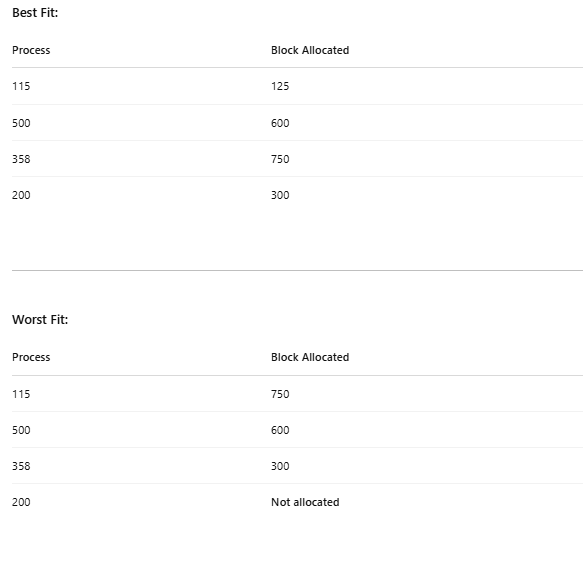 Best Fit:
Process Block Allocated
115 125
500 600
358 750
200 300
Worst Fit:
Process Block Allocated
115 750
500 600
358 300
200 Not allocated